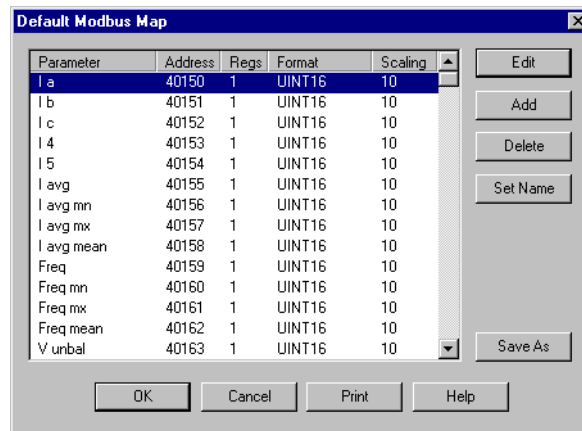 Default Modbus Map
Parameter Address Regs Format Scaling
I a 40150 1 UINT16 10
I b 40151 1 UINT16 10
I c 40152 1 UINT16 10
I 4 40153 1 UINT16 10
I 5 40154 1 UINT16 10
I avg 40155 1 UINT16 10
I avg mn 40156 1 UINT16 10
I avg mx 40157 1 UINT16 10
I avg mean 40158 1 UINT16 10
Freq 40159 1 UINT16 10
Freq mn 40160 1 UINT16 10
Freq mx 40161 1 UINT16 10
Freq mean 40162 1 UINT16 10
V unbal 40163 1 UINT16 10
Edit
Add
Delete
Set Name
Save As
OK Cancel Print Help